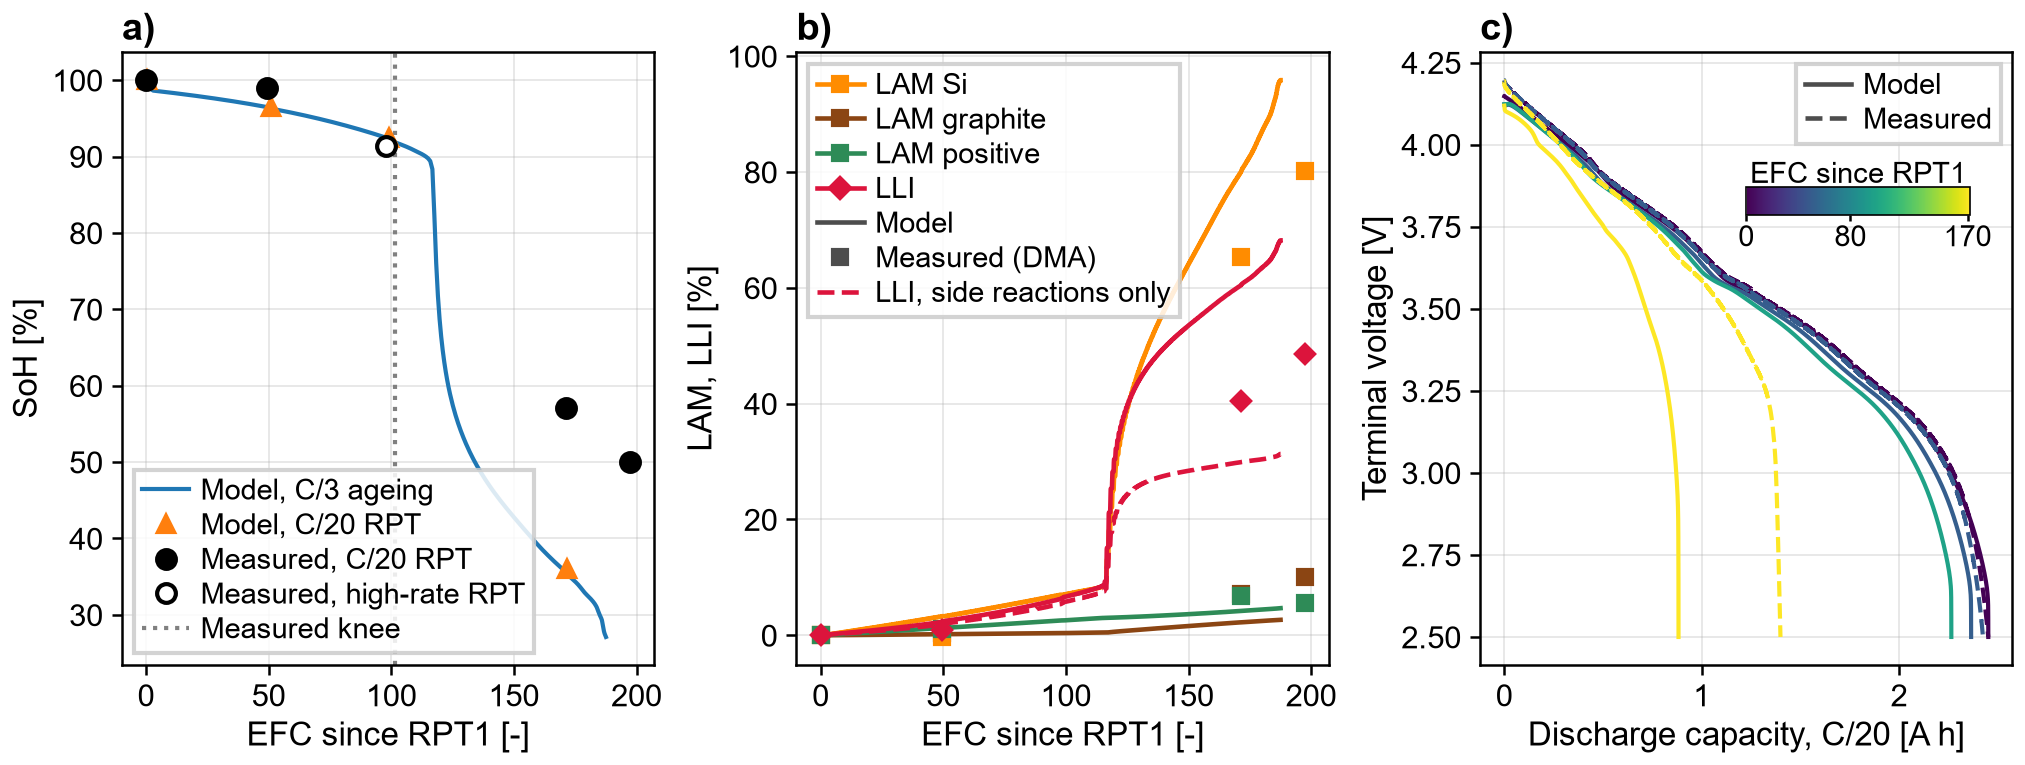 a)
100
90
80
70
60
50
40
30
SoH [%]
Model, C/3 ageing
Model, C/20 RPT
Measured, C/20 RPT
Measured, high-rate RPT
Measured knee
0
50
100
150
200
EFC since RPT1 [-]
b)
100
80
60
40
20
0
LAM, LLI [%]
LAM Si
LAM graphite
LAM positive
LLI
Model
Measured (DMA)
LLI, side reactions only
0
50
100
150
200
EFC since RPT1 [-]
c)
4.25
4.00
3.75
3.50
3.25
3.00
2.75
2.50
Terminal voltage [V]
Model
Measured
EFC since RPT1
0
80
170
0
1
2
Discharge capacity, C/20 [A h]